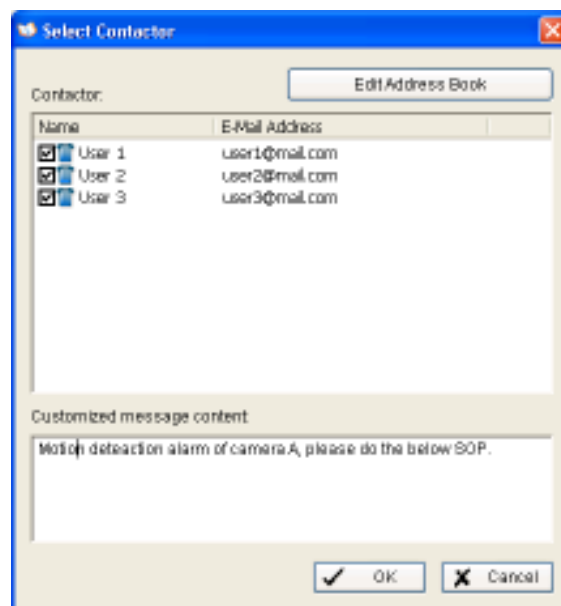 Select Contactor
Edit Address Book
Contactor:
Name E-Mail Address
User 1 user1@mail.com
User 2 user2@mail.com
User 3 user3@mail.com
Customized message content
Motion deteaction alarm of camera A, please do the below SOP.
OK Cancel